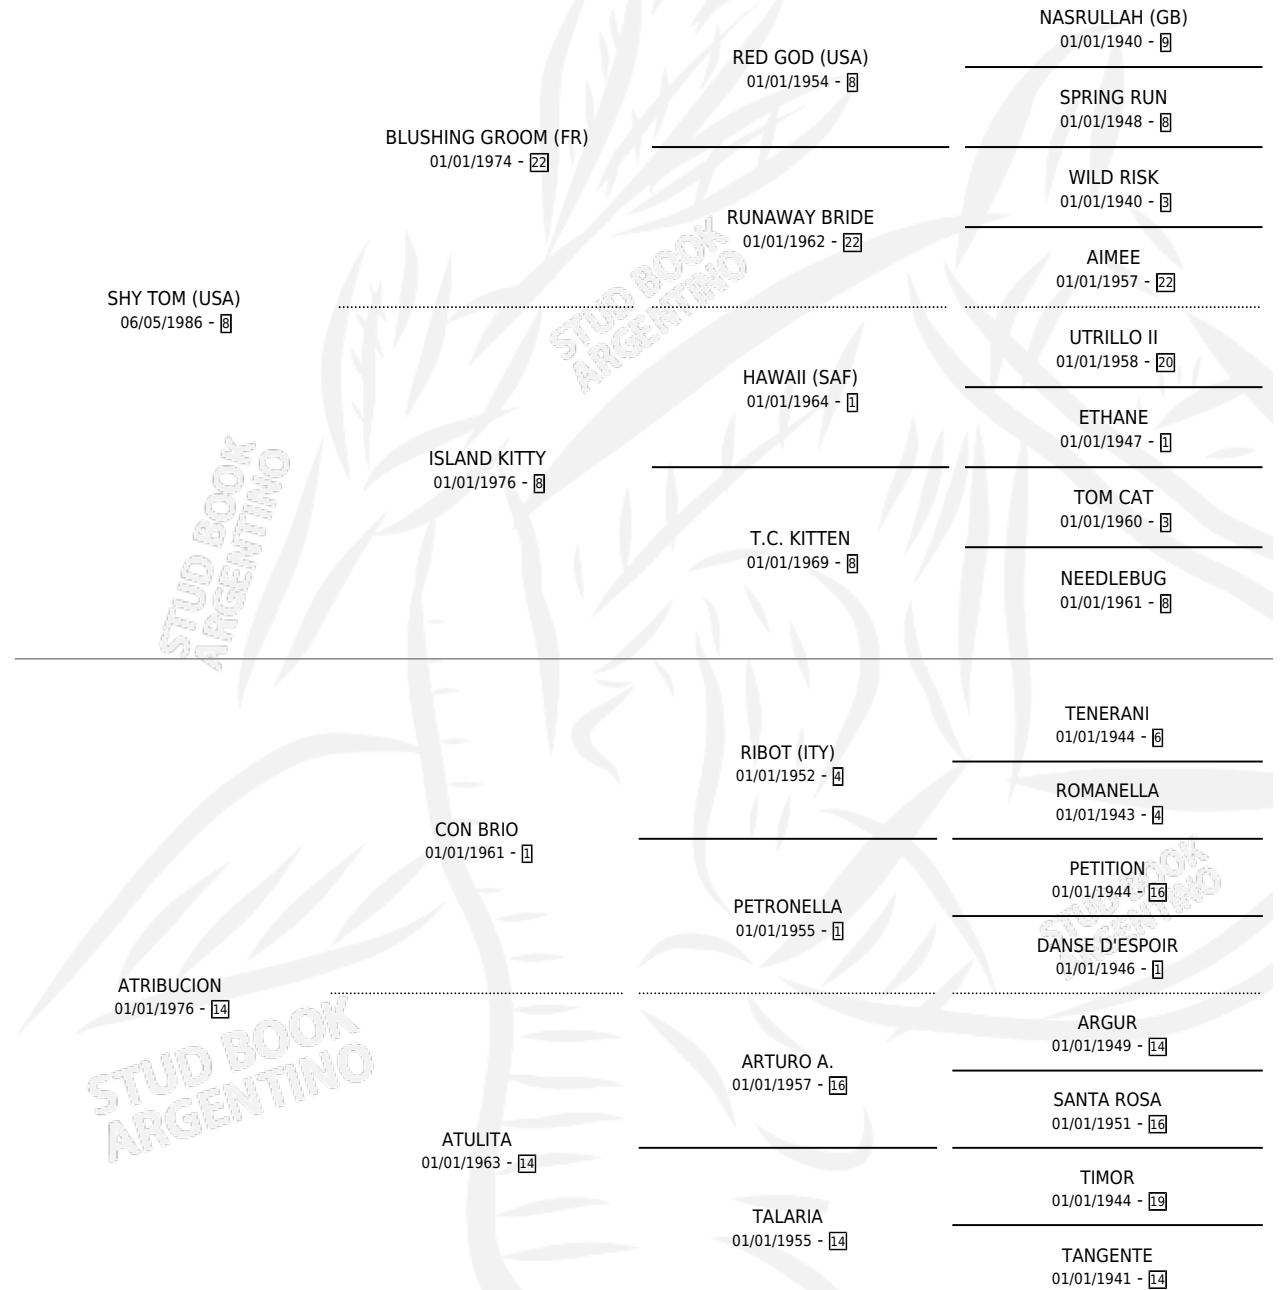 NASRULLAH (GB)
01/01/1940 - 9
RED GOD (USA)
01/01/1954 - 8
SPRING RUN
01/01/1948 - 8
BLUSHING GROOM (FR)
01/01/1974 - 22
WILD RISK
01/01/1940 - 3
RUNAWAY BRIDE
01/01/1962 - 22
AIMEE
01/01/1957 - 22
SHY TOM (USA)
06/05/1986 - 8
UTRILLO II
01/01/1958 - 20
HAWAII (SAF)
01/01/1964 - 1
ETHANE
01/01/1947 - 1
ISLAND KITTY
01/01/1976 - 8
TOM CAT
01/01/1960 - 3
T.C. KITTEN
01/01/1969 - 8
NEEDLEBUG
01/01/1961 - 8
TENERANI
01/01/1944 - 6
RIBOT (ITY)
01/01/1952 - 4
ROMANELLA
01/01/1943 - 4
CON BRIO
01/01/1961 - 1
PETITION
01/01/1944 - 16
PETRONELLA
01/01/1955 - 1
DANSE D'ESPOIR
01/01/1946 - 1
ATRIBUCION
01/01/1976 - 14
ARGUR
01/01/1949 - 14
ARTURO A.
01/01/1957 - 16
SANTA ROSA
01/01/1951 - 16
ATULITA
01/01/1963 - 14
TIMOR
01/01/1944 - 19
TALARIA
01/01/1955 - 14
TANGENTE
01/01/1941 - 14
STUD BOOK
ARGENTINO
STUD BOOK
ARGENTINO
STUD BOOK
ARGENTINO
STUD BOOK
ARGENTINO